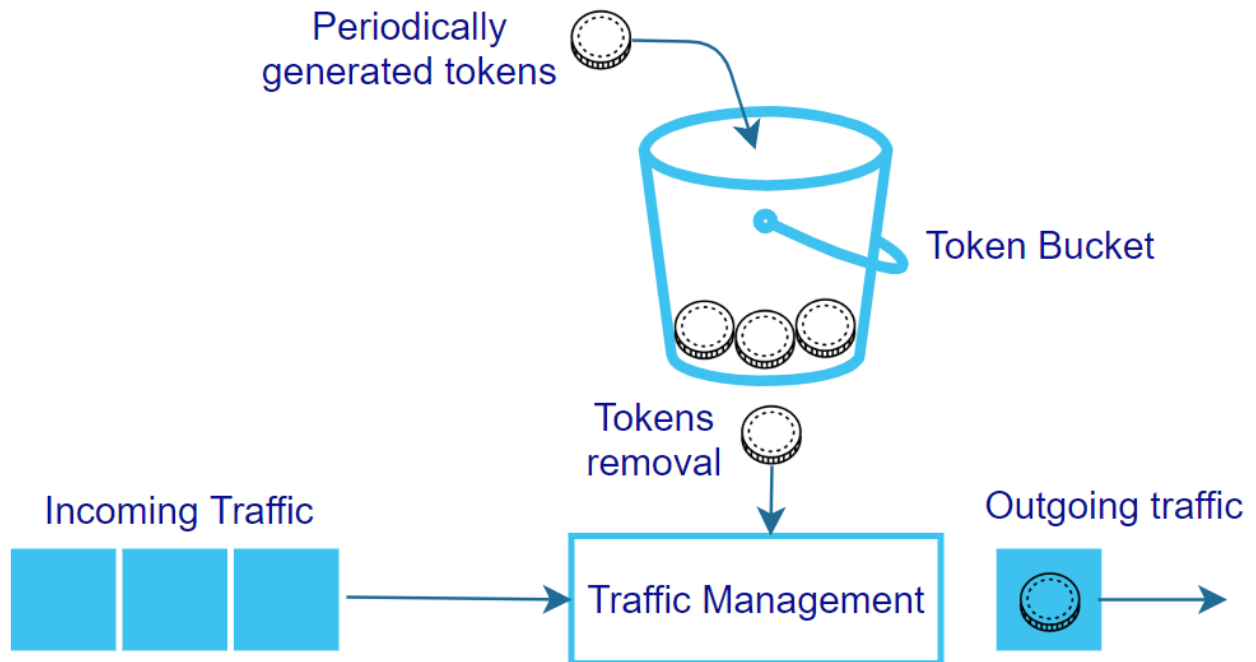 Periodically
generated tokens
Token Bucket
Tokens
removal
Incoming Traffic
Outgoing traffic
Traffic Management